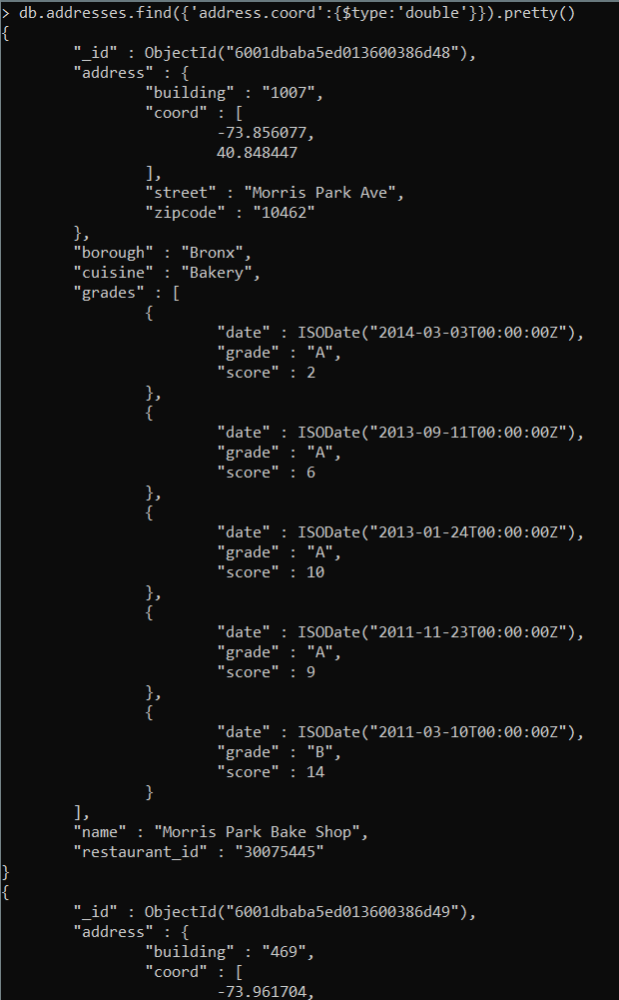 > db.addresses.find({'address.coord':{$type:'double'}}).pretty()
{
"_id" : ObjectId("6001dbaba5ed013600386d48"),
"address" : {
"building" : "1007",
"coord" : [
-73.856077,
40.848447
],
"street" : "Morris Park Ave",
"zipcode" : "10462"
},
"borough" : "Bronx",
"cuisine" : "Bakery",
"grades" : [
{
"date" : ISODate("2014-03-03T00:00:00Z"),
"grade" : "A",
"score" : 2
},
{
"date" : ISODate("2013-09-11T00:00:00Z"),
"grade" : "A",
"score" : 6
},
{
"date" : ISODate("2013-01-24T00:00:00Z"),
"grade" : "A",
"score" : 10
},
{
"date" : ISODate("2011-11-23T00:00:00Z"),
"grade" : "A",
"score" : 9
},
{
"date" : ISODate("2011-03-10T00:00:00Z"),
"grade" : "B",
"score" : 14
}
],
"name" : "Morris Park Bake Shop",
"restaurant_id" : "30075445"
}
{
"_id" : ObjectId("6001dbaba5ed013600386d49"),
"address" : {
"building" : "469",
"coord" : [
-73.961704,